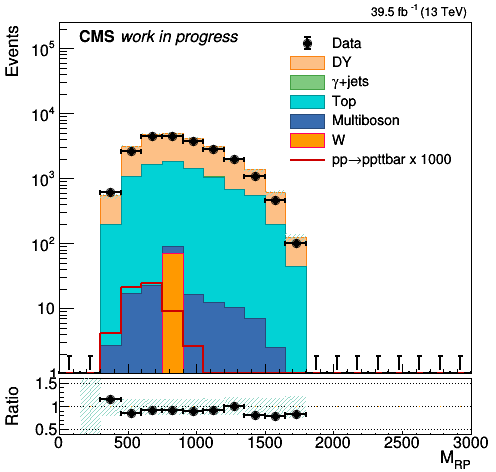 39.5 fb⁻¹ (13 TeV)
CMS work in progress
Events
10⁵
10⁴
10³
10²
10
1
Data
DY
γ+jets
Top
Multiboson
W
pp→ppttbar x 1000
Ratio
1.5
1
0.5
0 500 1000 1500 2000 2500 3000
M_RP